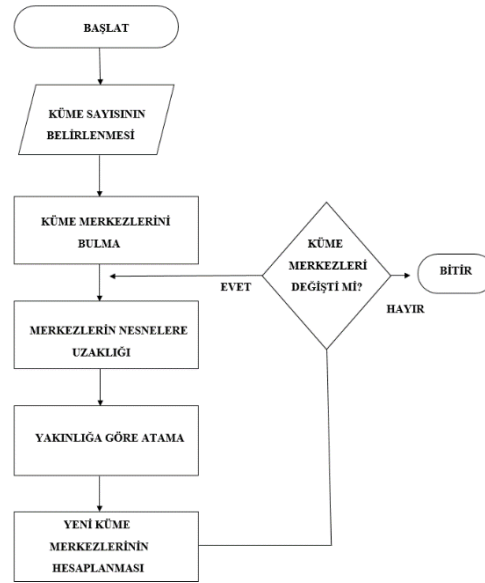 BAŞLAT
KÜME SAYISININ
BELİRLENMESİ
KÜME MERKEZLERİNİ
BULMA
MERKEZLERİN NESNELERE
UZAKLIĞI
YAKINLIĞA GÖRE ATAMA
YENİ KÜME
MERKEZLERİNİN
HESAPLANMASI
KÜME
MERKEZLERİ
DEĞİŞTİ Mİ?
EVET
HAYIR
BİTİR